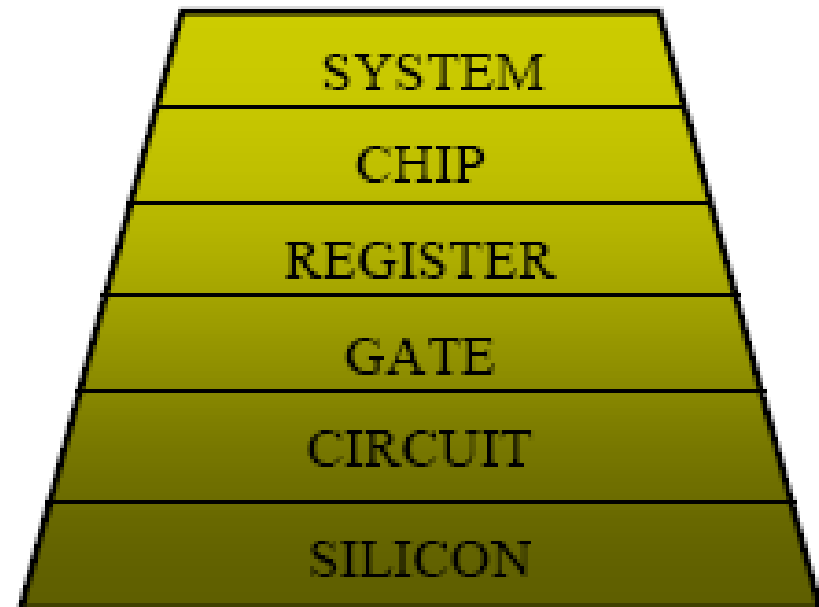 SYSTEM
CHIP
REGISTER
GATE
CIRCUIT
SILICON